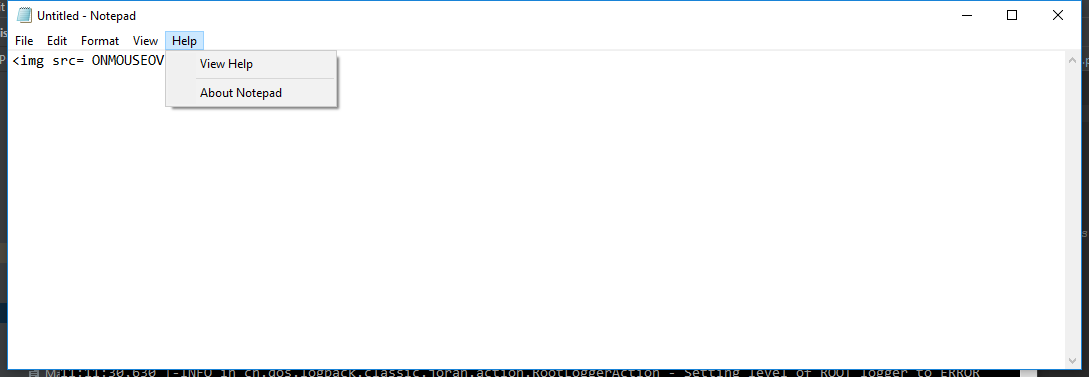 Untitled - Notepad
File Edit Format View Help
<img src= ONMOUSEOV
View Help
About Notepad
11:11:30.630 |-INFO in ch.qos.logback.classic.joran.action.RootLoggerAction - Setting level of ROOT logger to ERROR